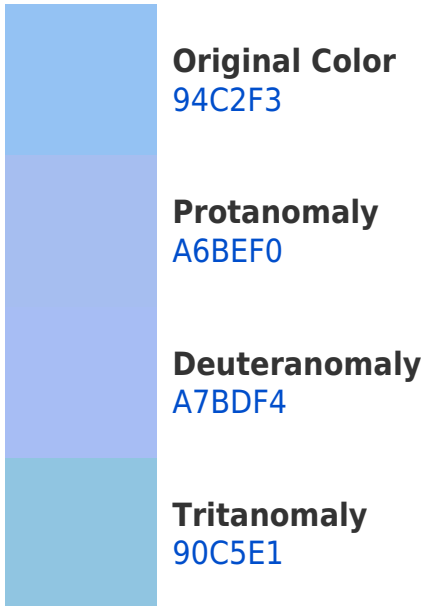 Original Color
94C2F3
Protanomaly
A6BEF0
Deuteranomaly
A7BDF4
Tritanomaly
90C5E1